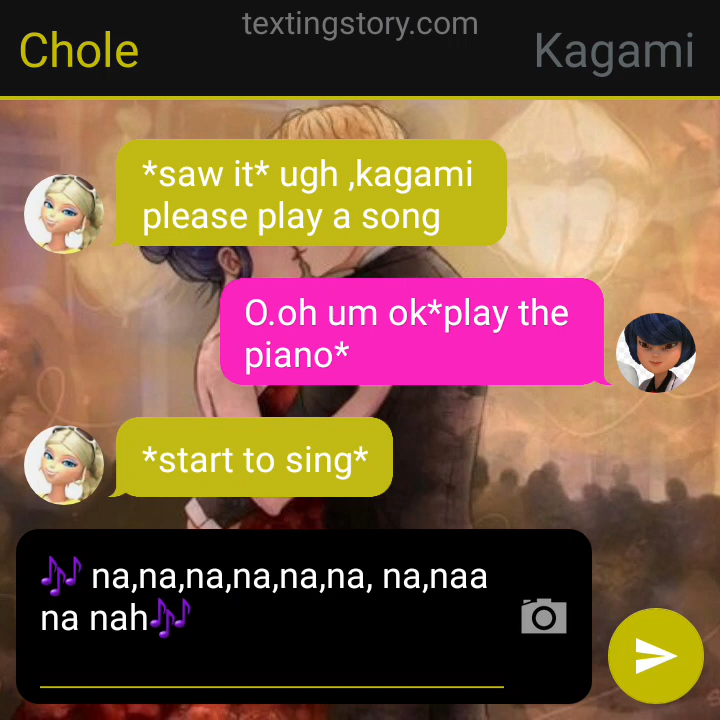 textingstory.com
Chole
Kagami
*saw it* ugh ,kagami
please play a song
O.oh um ok*play the
piano*
*start to sing*
🎶 na,na,na,na,na,na, na,naa
na nah🎶